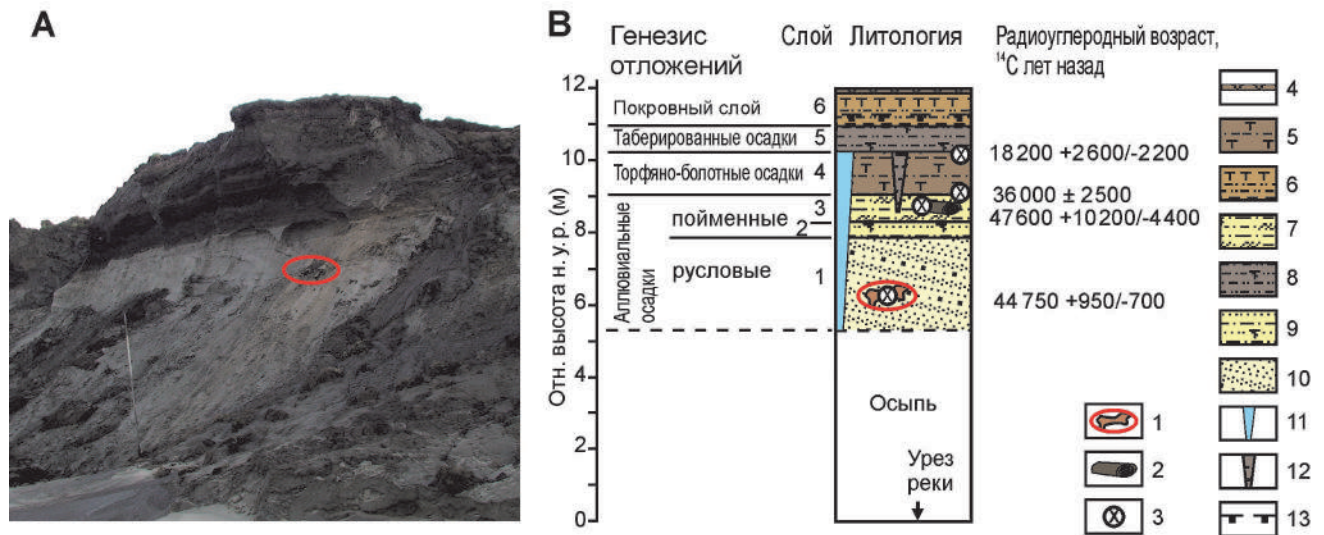 A
B
Генезис
отложений
Слой
Литология
Радиоуглеродный возраст,
¹⁴C лет назад
Отн. высота н. у. р. (м)
12
10
8
6
4
2
0
Покровный слой 6
Таберированные осадки 5
Торфяно-болотные осадки 4
Аллювиальные
осадки
пойменные 3
2
русловые 1
18200 +2600/-2200
36000 ± 2500
47600 +10200/-4400
44750 +950/-700
Осыпь
Урез
реки
1
2
3
4
5
6
7
8
9
10
11
12
13